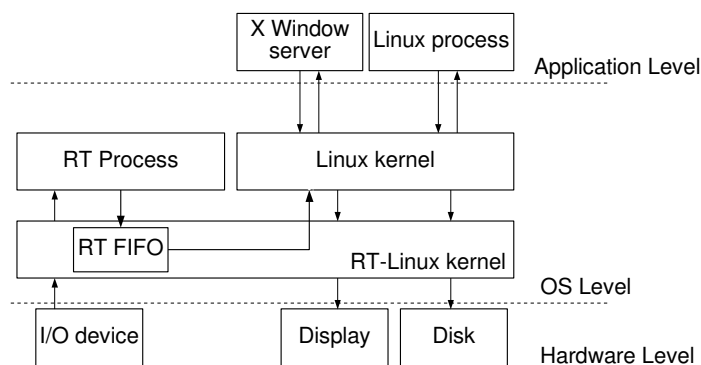 X Window
server
Linux process
Application Level
RT Process
Linux kernel
RT FIFO
RT-Linux kernel
OS Level
I/O device
Display
Disk
Hardware Level